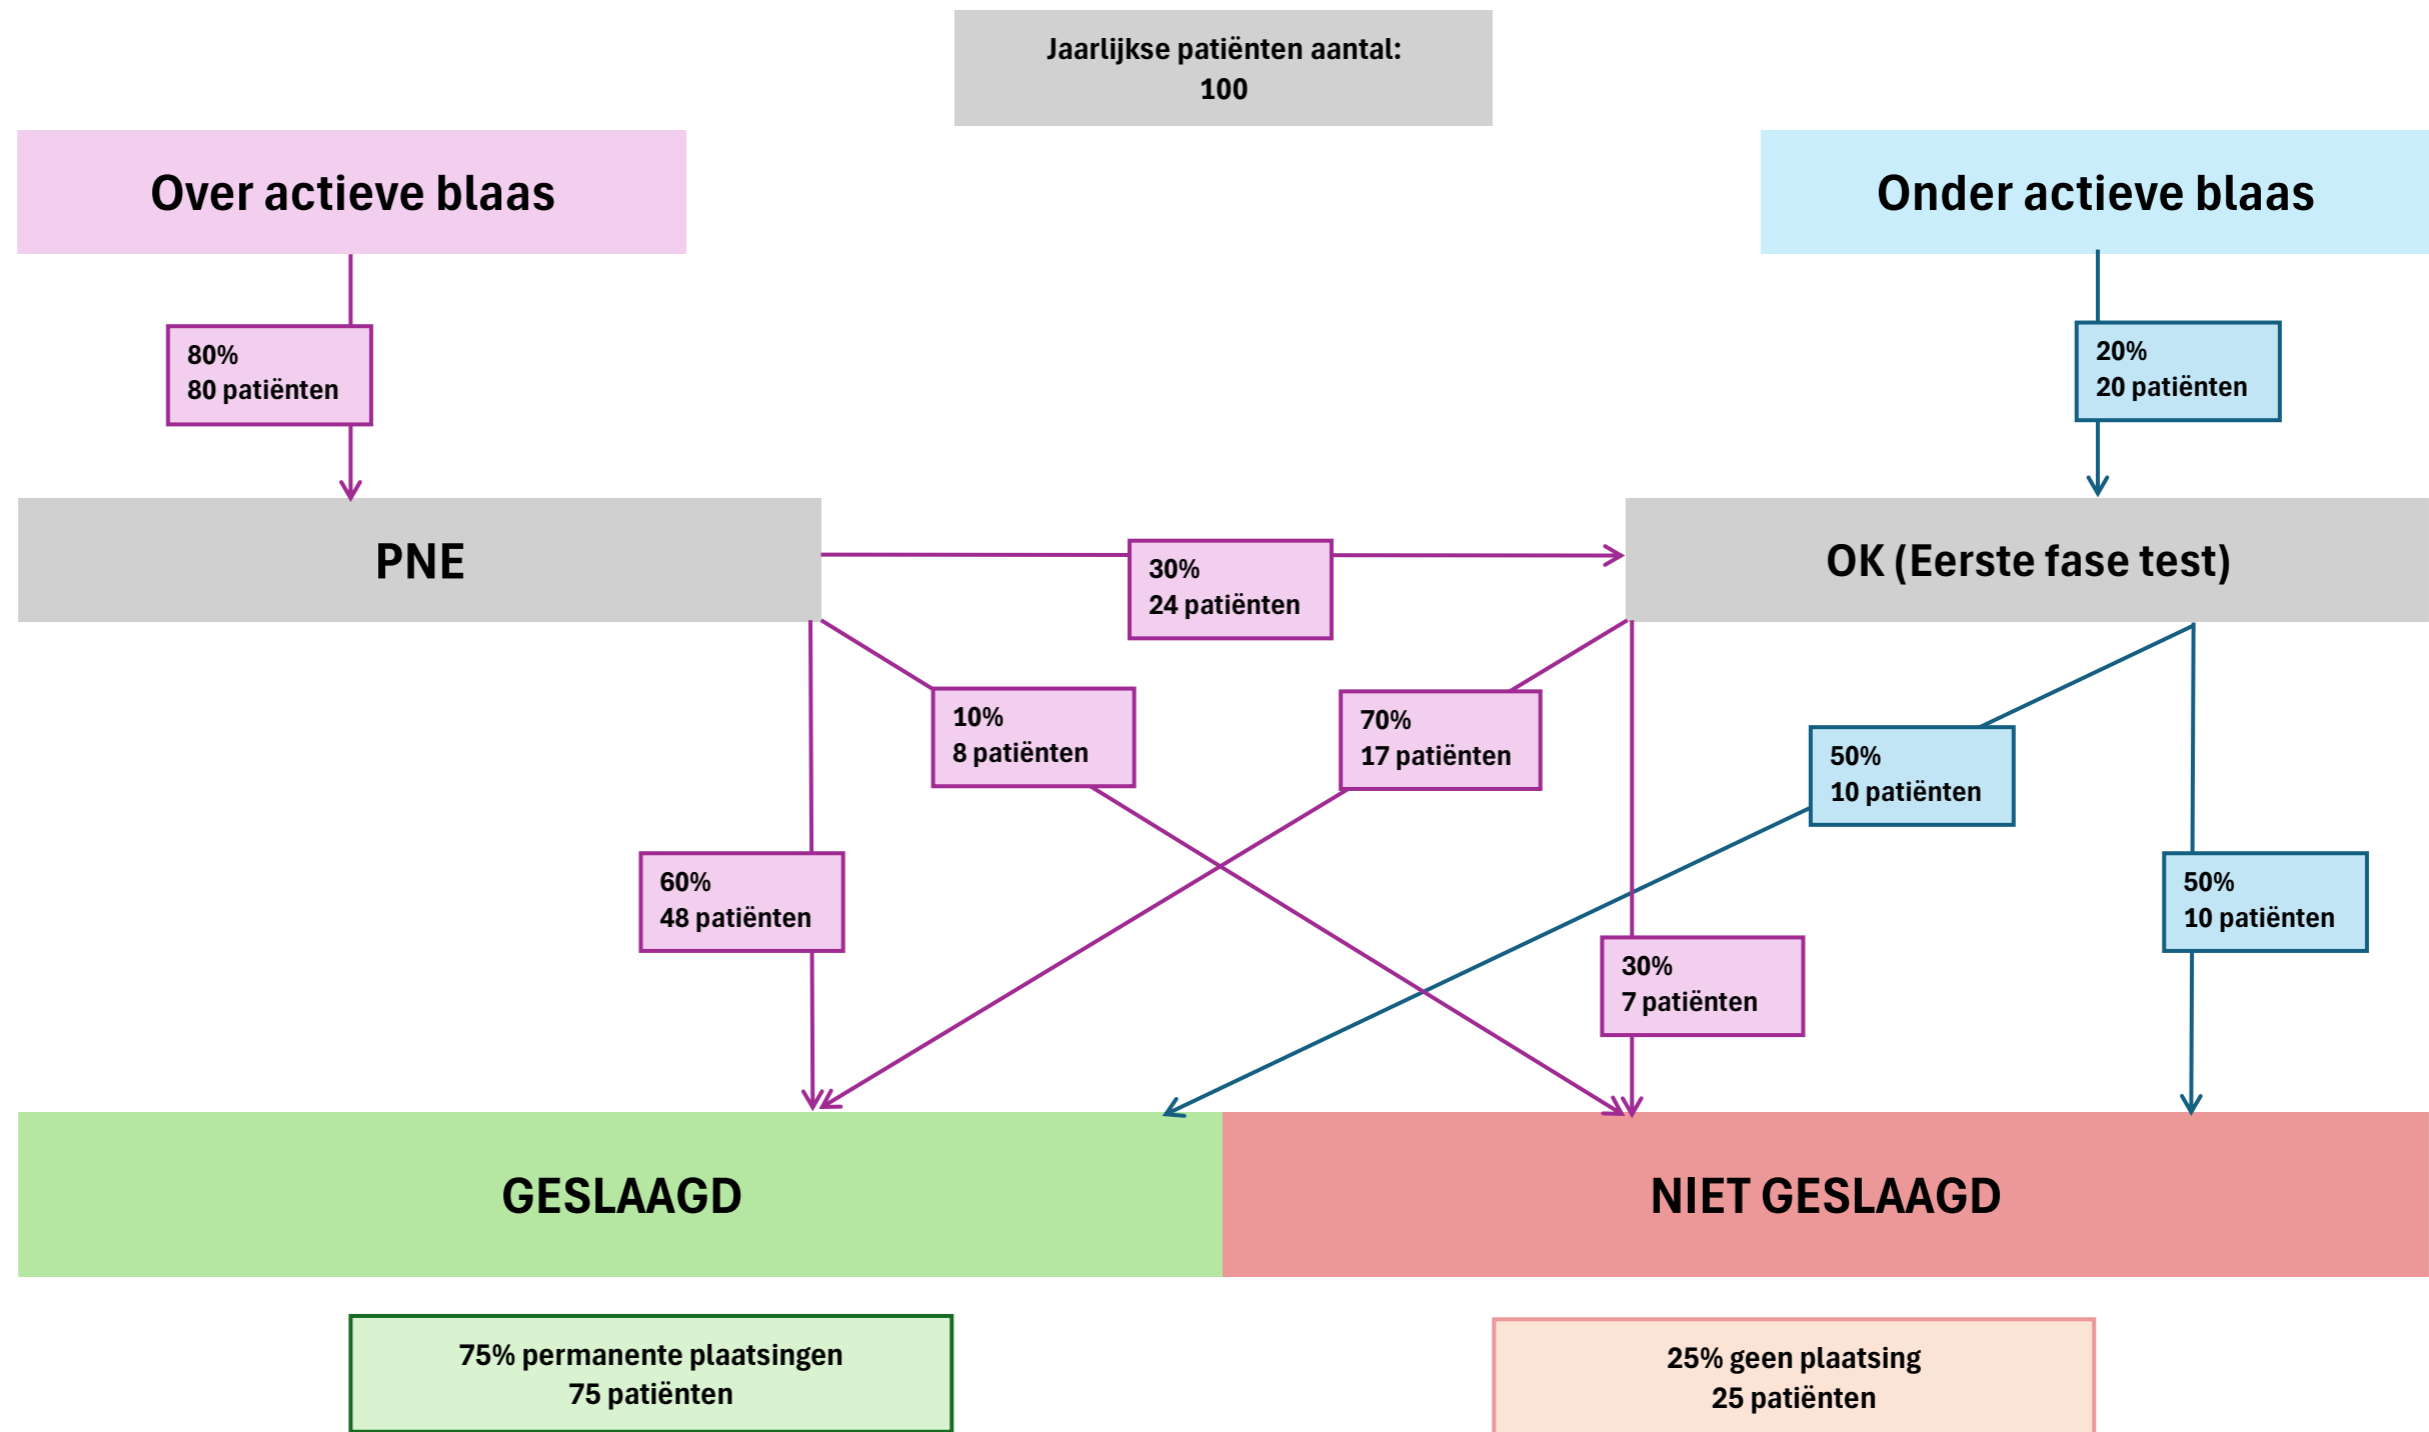 Jaarlijkse patiënten aantal:
100
Over actieve blaas
Onder actieve blaas
80%
80 patiënten
20%
20 patiënten
PNE
30%
24 patiënten
OK (Eerste fase test)
10%
8 patiënten
70%
17 patiënten
50%
10 patiënten
60%
48 patiënten
50%
10 patiënten
30%
7 patiënten
GESLAAGD
NIET GESLAAGD
75% permanente plaatsingen
75 patiënten
25% geen plaatsing
25 patiënten